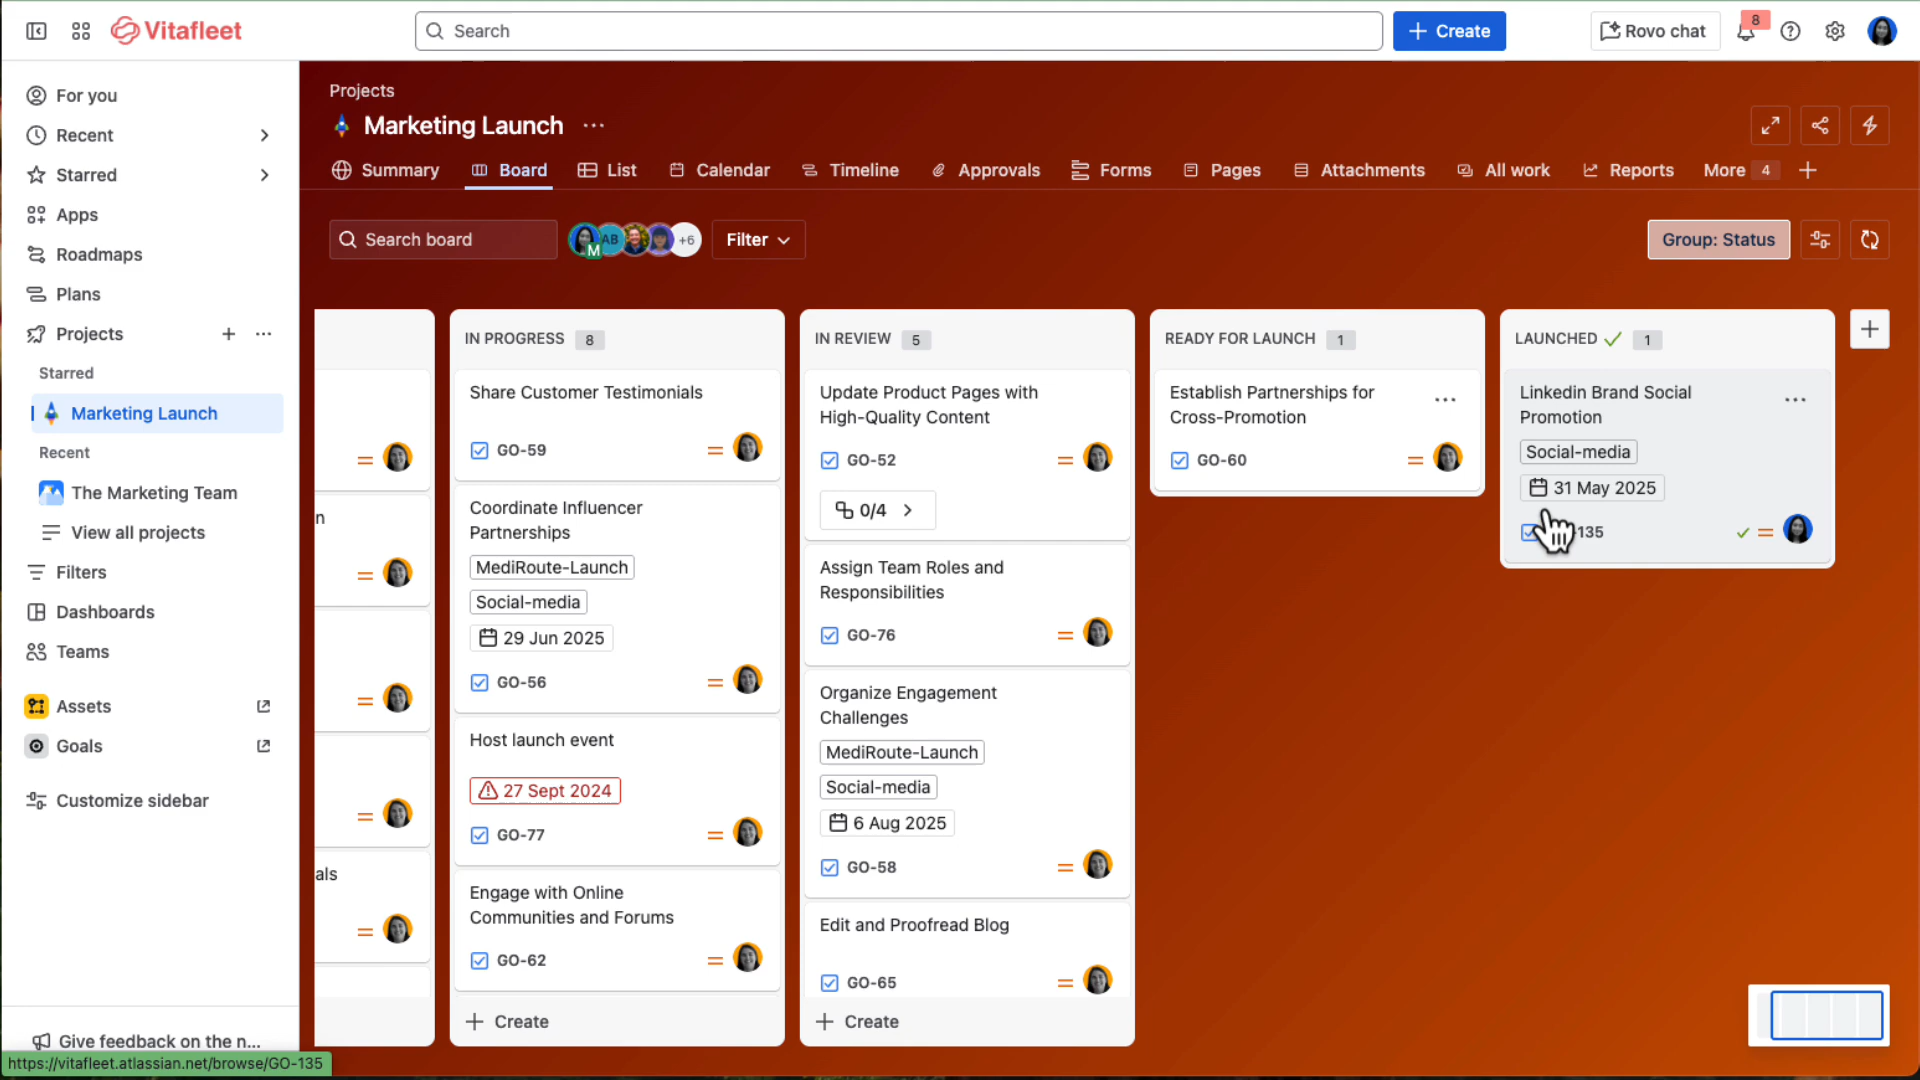 Vitafleet
Search
Create
Rovo chat
8
For you
Recent
Starred
Apps
Roadmaps
Plans
Projects
Starred
Marketing Launch
Recent
The Marketing Team
View all projects
Filters
Dashboards
Teams
Assets
Goals
Customize sidebar
Give feedback on the n...
https://vitafleet.atlassian.net/browse/GO-135
Projects
Marketing Launch
Summary
Board
List
Calendar
Timeline
Approvals
Forms
Pages
Attachments
All work
Reports
More 4
Search board
M
AB
+6
Filter
Group: Status
n
als
IN PROGRESS 8
Share Customer Testimonials
GO-59
Coordinate Influencer
Partnerships
MediRoute-Launch
Social-media
29 Jun 2025
GO-56
Host launch event
27 Sept 2024
GO-77
Engage with Online
Communities and Forums
GO-62
Create
IN REVIEW 5
Update Product Pages with
High-Quality Content
GO-52
0/4
Assign Team Roles and
Responsibilities
GO-76
Organize Engagement
Challenges
MediRoute-Launch
Social-media
6 Aug 2025
GO-58
Edit and Proofread Blog
GO-65
Create
READY FOR LAUNCH 1
Establish Partnerships for
Cross-Promotion
GO-60
LAUNCHED 1
Linkedin Brand Social
Promotion
Social-media
31 May 2025
135